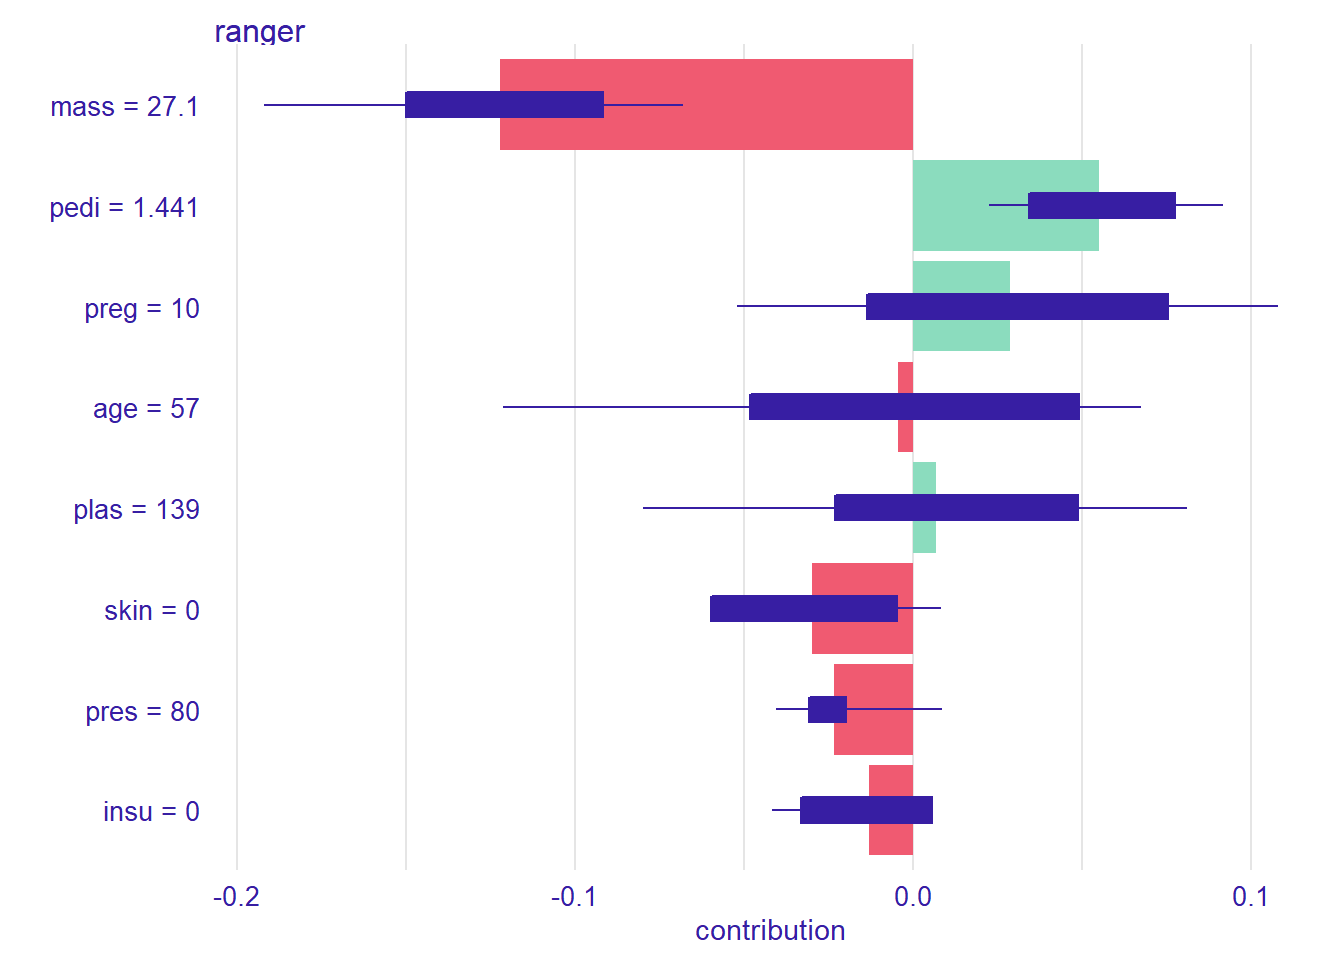 ranger
mass = 27.1
pedi = 1.441
preg = 10
age = 57
plas = 139
skin = 0
pres = 80
insu = 0
-0.2 -0.1 0.0 0.1
contribution